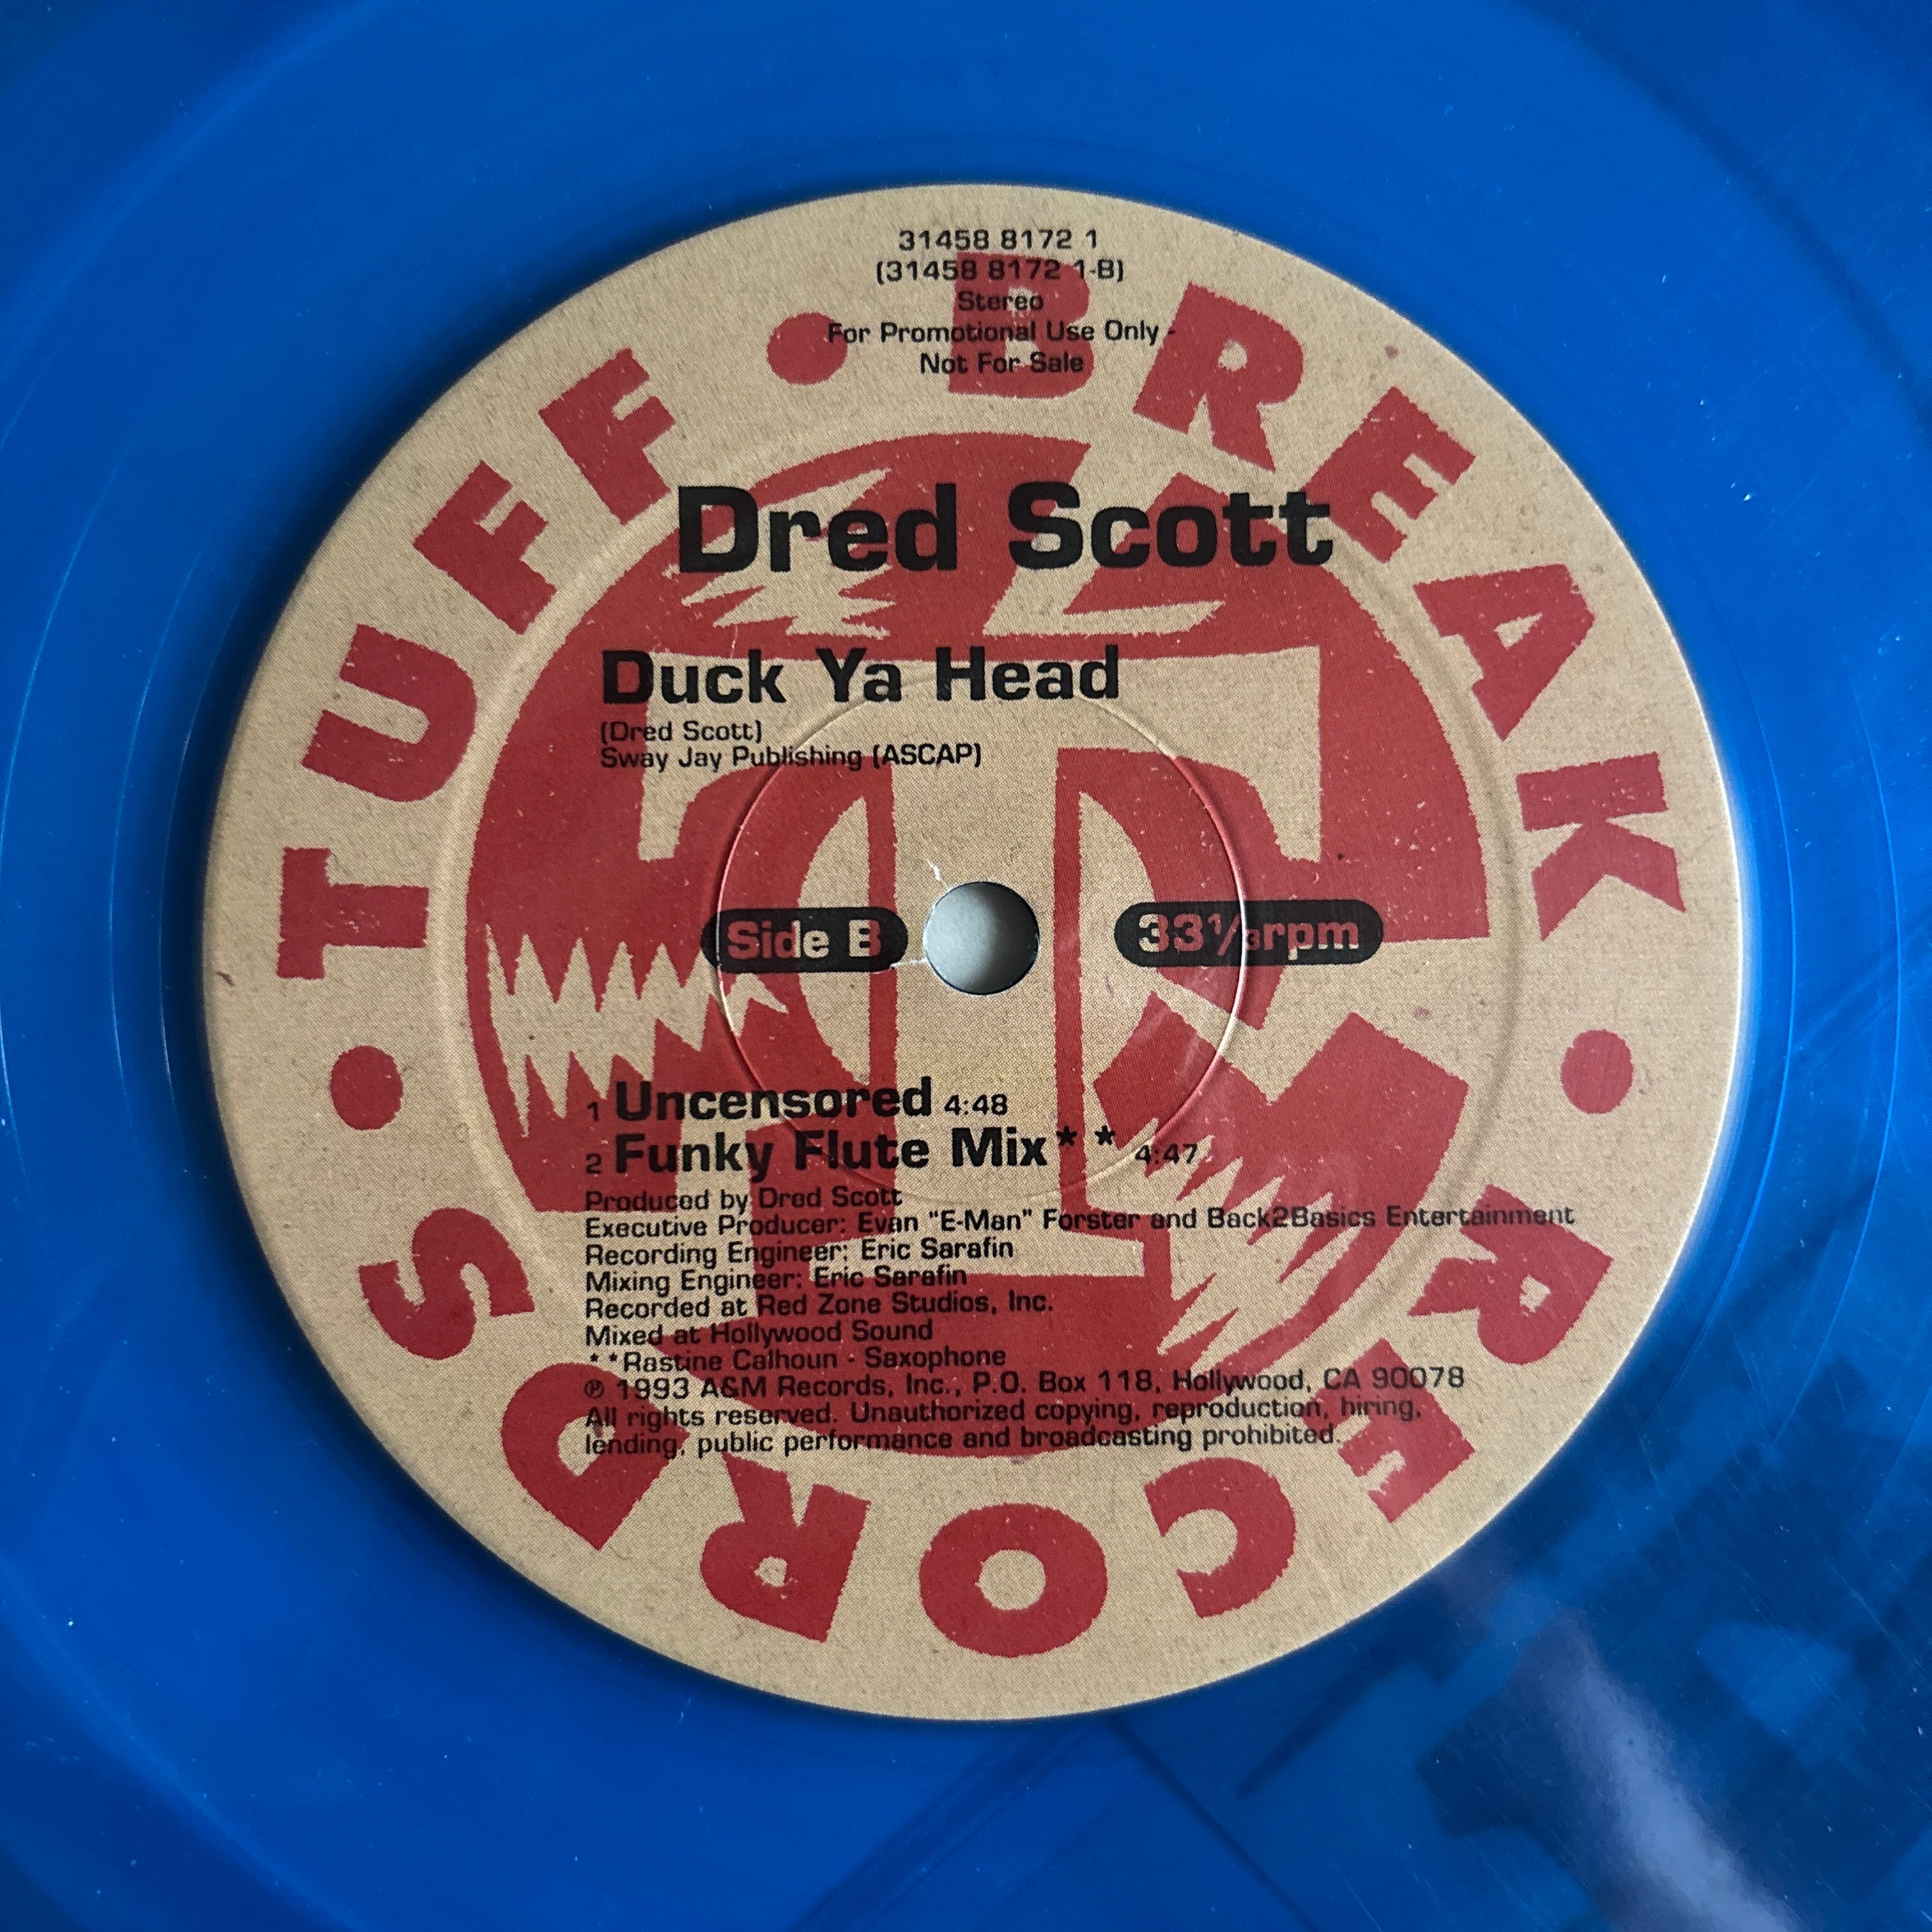 31458 8172 1
(31458 8172 1-B)
Stereo
For Promotional Use Only -
Not For Sale
TUFF • BREAK • RECORDS •
Dred Scott
Duck Ya Head
(Dred Scott)
Sway Jay Publishing (ASCAP)
Side B
33⅓rpm
1 Uncensored 4:48
2 Funky Flute Mix** 4:47
Produced by Dred Scott
Executive Producer: Evan "E-Man" Forster and Back2Basics Entertainment
Recording Engineer: Eric Sarafin
Mixing Engineer: Eric Sarafin
Recorded at Red Zone Studios, Inc.
Mixed at Hollywood Sound
**Rastine Calhoun - Saxophone
℗ 1993 A&M Records, Inc., P.O. Box 118, Hollywood, CA 90078
All rights reserved. Unauthorized copying, reproduction, hiring,
lending, public performance and broadcasting prohibited.